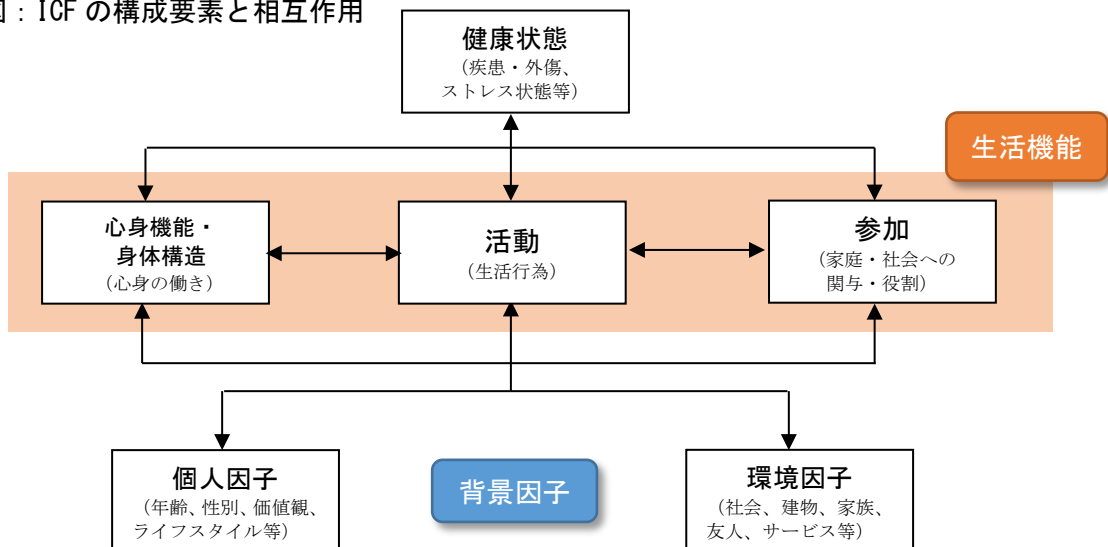 ：ICF の構成要素と相互作用
健康状態
（疾患・外傷、
ストレス状態等）
生活機能
心身機能・
身体構造
（心身の働き）
活動
（生活行為）
参加
（家庭・社会への
関与・役割）
個人因子
（年齢、性別、価値観、
ライフスタイル等）
背景因子
環境因子
（社会、建物、家族、
友人、サービス等）